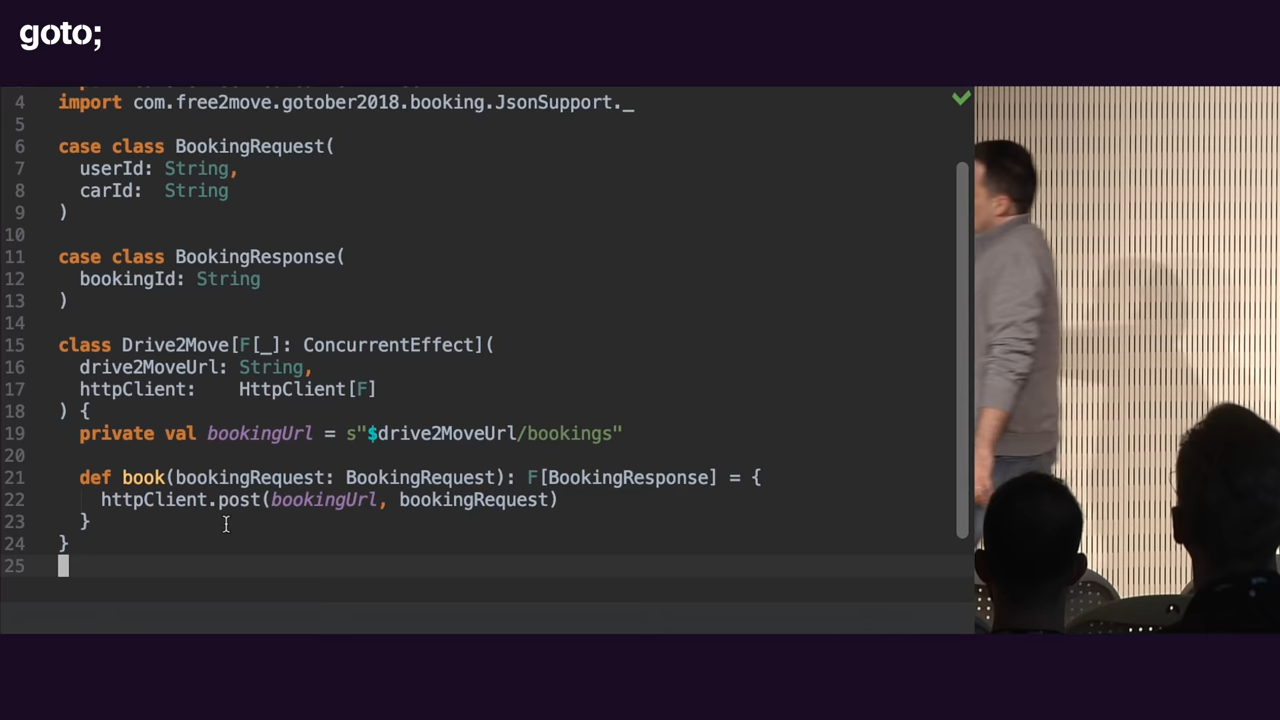 goto;
4 import com.free2move.gotober2018.booking.JsonSupport._
5
6 case class BookingRequest(
7 userId: String,
8 carId: String
9 )
10
11 case class BookingResponse(
12 bookingId: String
13 )
14
15 class Drive2Move[F[_]: ConcurrentEffect](
16 drive2MoveUrl: String,
17 httpClient: HttpClient[F]
18 ) {
19 private val bookingUrl = s"$drive2MoveUrl/bookings"
20
21 def book(bookingRequest: BookingRequest): F[BookingResponse] = {
22 httpClient.post(bookingUrl, bookingRequest)
23 }
24 }
25